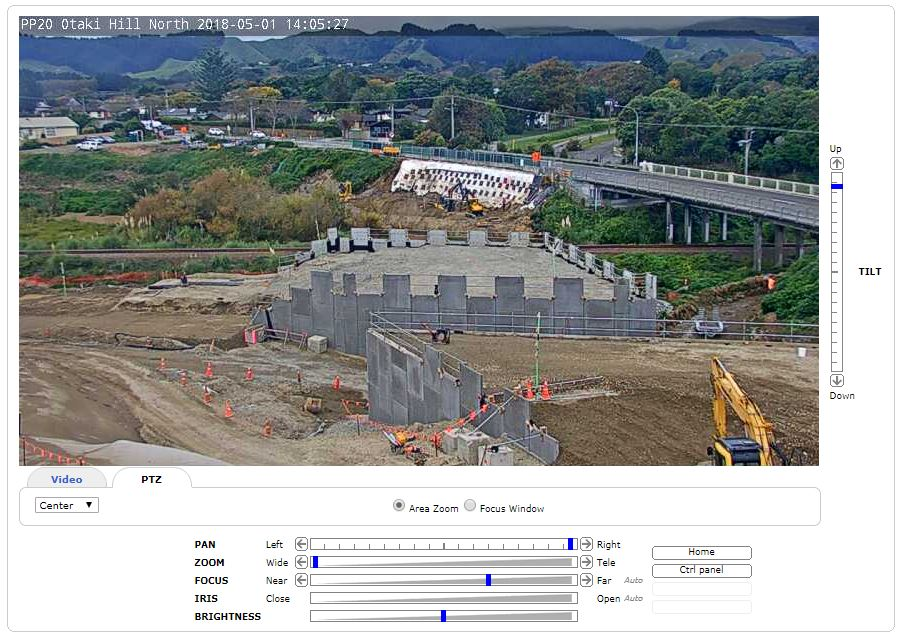 PP20 Otaki Hill North 2018-05-01 14:05:27
Up
TILT
Down
Video
PTZ
Center
Area Zoom
Focus Window
PAN Left Right
Home
ZOOM Wide Tele
Ctrl panel
FOCUS Near Far Auto
IRIS Close Open Auto
BRIGHTNESS